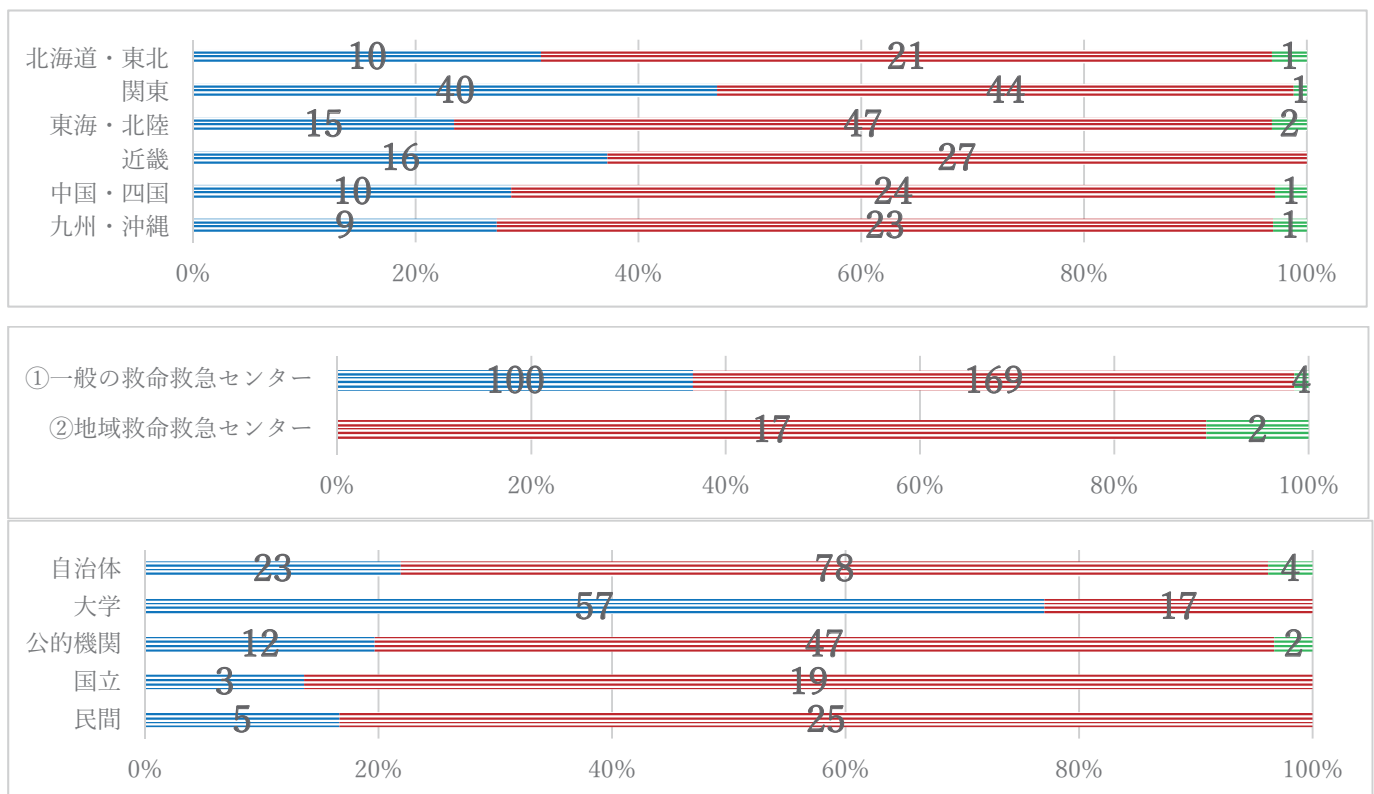 北海道・東北 10 21 1
関東 40 44 1
東海・北陸 15 47 2
近畿 16 27
中国・四国 10 24 1
九州・沖縄 9 23 1
0% 20% 40% 60% 80% 100%
①一般の救命救急センター 100 169 4
②地域救命救急センター 17 2
0% 20% 40% 60% 80% 100%
自治体 23 78 4
大学 57 17
公的機関 12 47 2
国立 3 19
民間 5 25
0% 20% 40% 60% 80% 100%